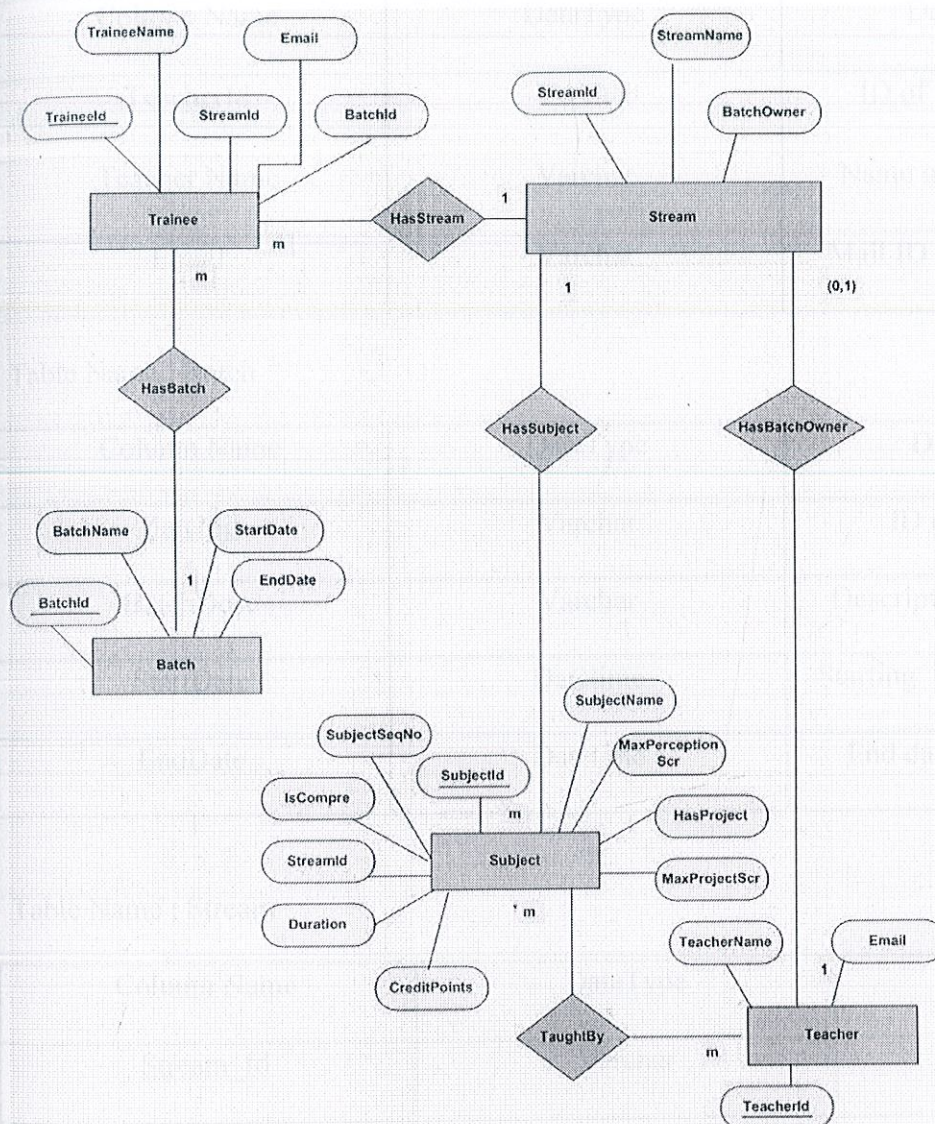 TraineeName
Email
StreamName
TraineeId
StreamId
BatchId
StreamId
BatchOwner
Trainee
HasStream
1
Stream
m
m
1
(0,1)
HasBatch
HasSubject
HasBatchOwner
BatchName
StartDate
1
EndDate
BatchId
Batch
SubjectName
SubjectSeqNo
MaxPerception
Scr
SubjectId
IsCompre
m
HasProject
StreamId
Subject
MaxProjectScr
Duration
m
TeacherName
Email
CreditPoints
1
TaughtBy
m
Teacher
TeacherId